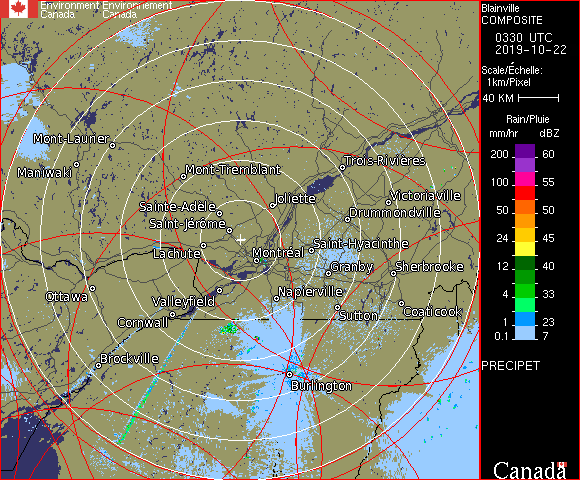 Environment Environnement
Canada Canada
Blainville
COMPOSITE
0330 UTC
2019-10-22
Scale/Échelle:
1km/Pixel
40 KM
Rain/Pluie
mm/hr dBZ
200 60
100 55
50 50
24 45
12 40
4 33
1 23
0.1 7
PRECIPET
Canada
Mont-Laurier
Maniwaki
Mont-Tremblant
Trois-Rivières
Joliette
Victoriaville
Sainte-Adele
Drummondville
Saint-Jérôme
Lachute
Montréal
Saint-Hyacinthe
Granby
Sherbrooke
Ottawa
Valleyfield
Napierville
Cornwall
Sutton
Coaticook
Brockville
Burlington